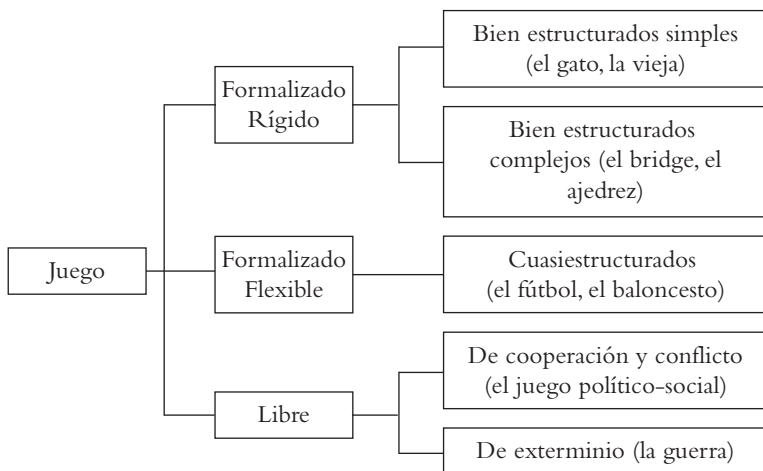 Juego
Formalizado
Rígido
Bien estructurados simples
(el gato, la vieja)
Bien estructurados
complejos (el bridge, el
ajedrez)
Formalizado
Flexible
Cuasiestructurados
(el fútbol, el baloncesto)
Libre
De cooperación y conflicto
(el juego político-social)
De exterminio (la guerra)